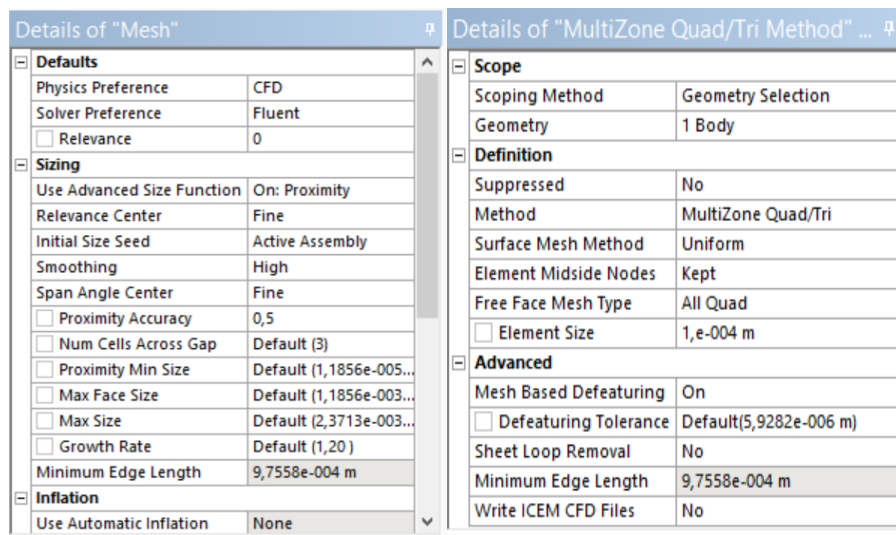 Details of "Mesh"
Defaults
Physics Preference CFD
Solver Preference Fluent
Relevance 0
Sizing
Use Advanced Size Function On: Proximity
Relevance Center Fine
Initial Size Seed Active Assembly
Smoothing High
Span Angle Center Fine
Proximity Accuracy 0,5
Num Cells Across Gap Default (3)
Proximity Min Size Default (1,1856e-005...
Max Face Size Default (1,1856e-003...
Max Size Default (2,3713e-003...
Growth Rate Default (1,20 )
Minimum Edge Length 9,7558e-004 m
Inflation
Use Automatic Inflation None
Details of "MultiZone Quad/Tri Method" ...
Scope
Scoping Method Geometry Selection
Geometry 1 Body
Definition
Suppressed No
Method MultiZone Quad/Tri
Surface Mesh Method Uniform
Element Midside Nodes Kept
Free Face Mesh Type All Quad
Element Size 1,e-004 m
Advanced
Mesh Based Defeaturing On
Defeaturing Tolerance Default(5,9282e-006 m)
Sheet Loop Removal No
Minimum Edge Length 9,7558e-004 m
Write ICEM CFD Files No